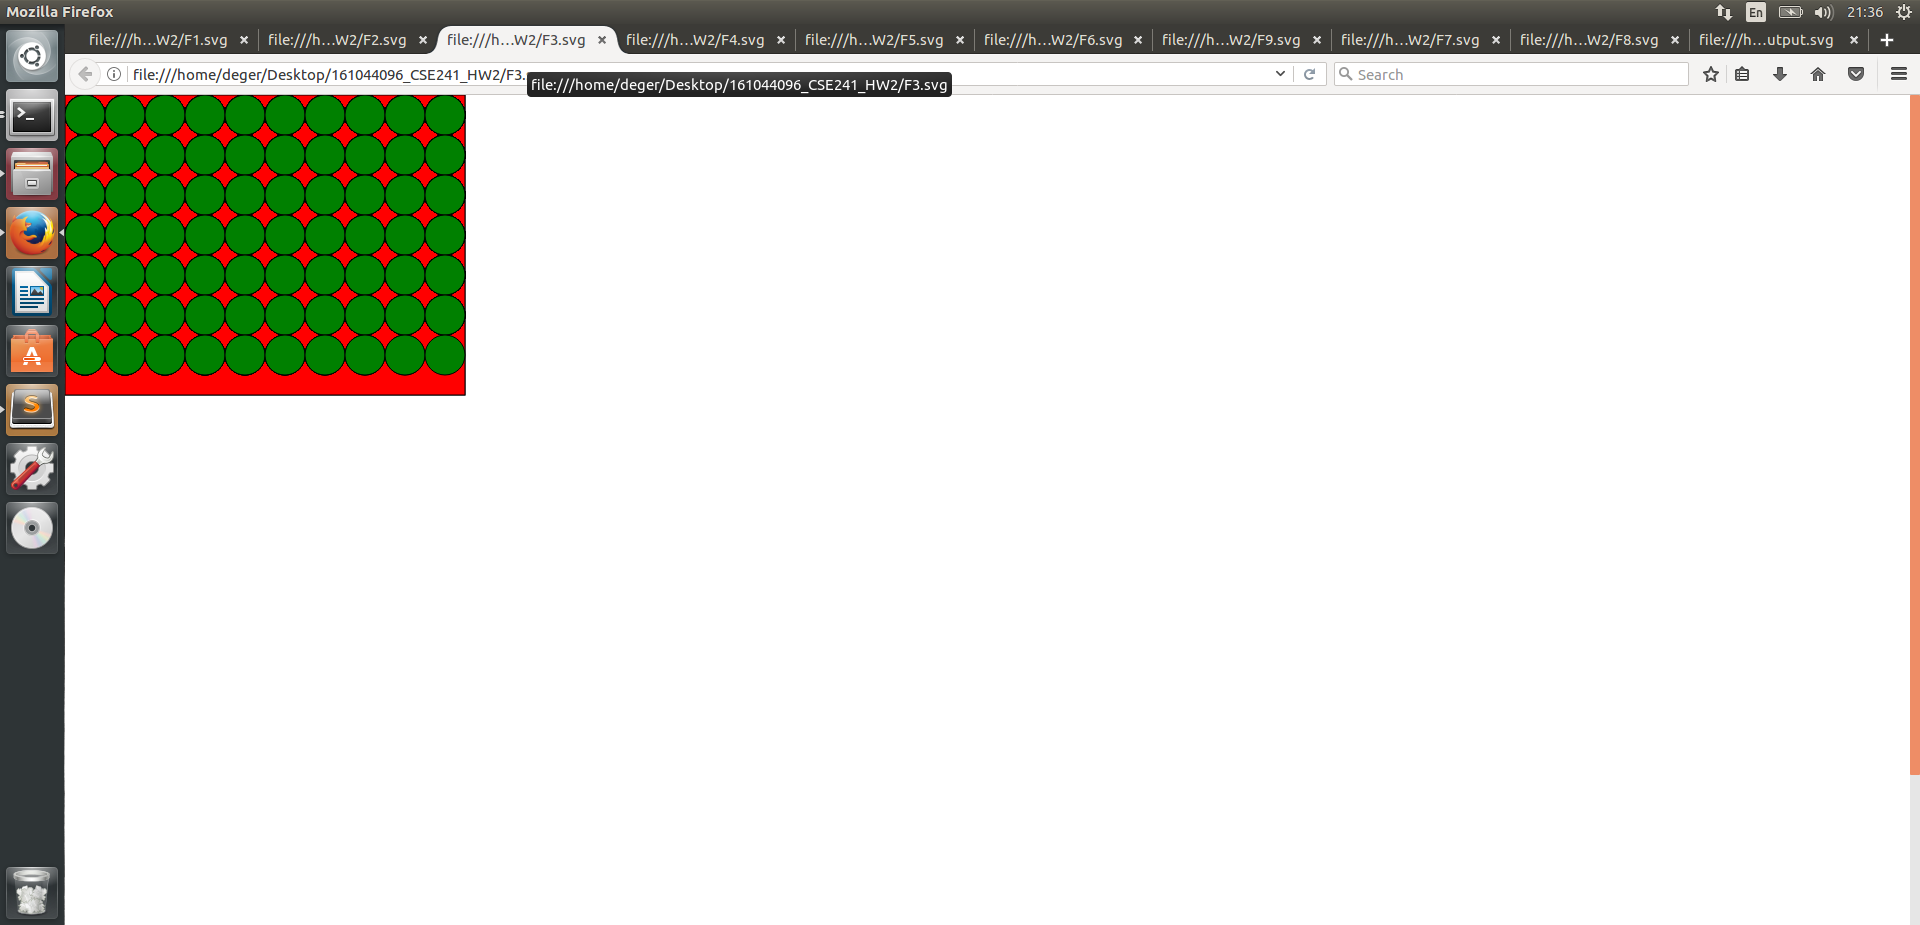 Mozilla Firefox
En
21:36
file:///h...W2/F1.svg
file:///h...W2/F2.svg
file:///h...W2/F3.svg
file:///h...W2/F4.svg
file:///h...W2/F5.svg
file:///h...W2/F6.svg
file:///h...W2/F9.svg
file:///h...W2/F7.svg
file:///h...W2/F8.svg
file:///h...utput.svg
file:///home/deger/Desktop/161044096_CSE241_HW2/F3.
Search
file:///home/deger/Desktop/161044096_CSE241_HW2/F3.svg